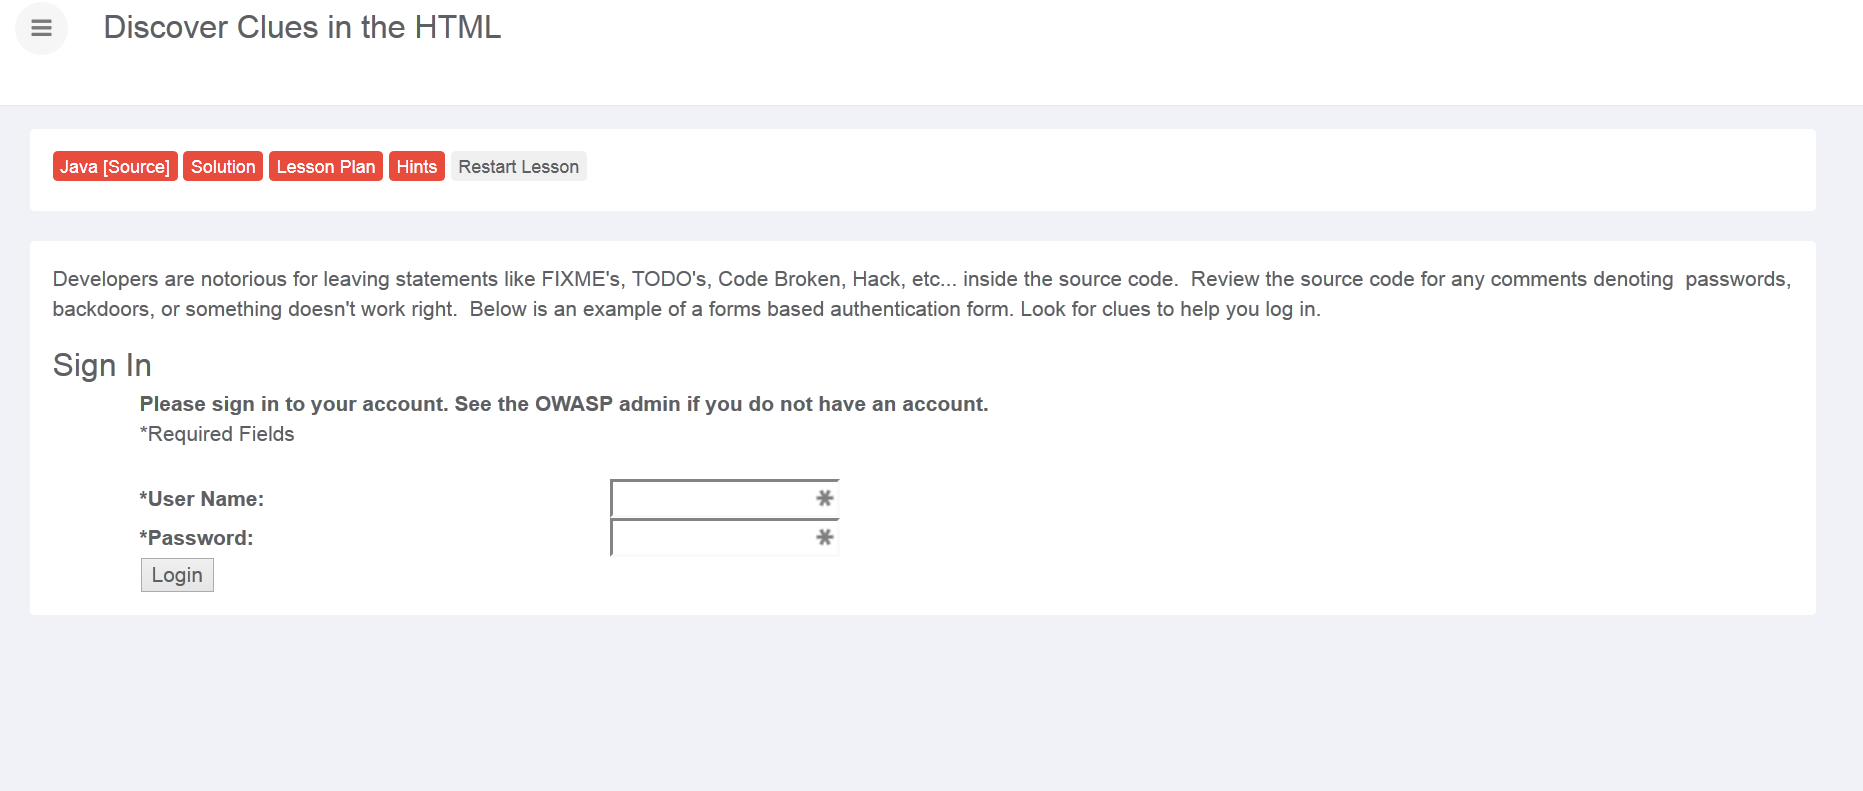 Discover Clues in the HTML
Java [Source] Solution Lesson Plan Hints Restart Lesson
Developers are notorious for leaving statements like FIXME's, TODO's, Code Broken, Hack, etc... inside the source code.  Review the source code for any comments denoting  passwords,
backdoors, or something doesn't work right.  Below is an example of a forms based authentication form. Look for clues to help you log in.
Sign In
Please sign in to your account. See the OWASP admin if you do not have an account.
*Required Fields
*User Name:
*Password:
Login